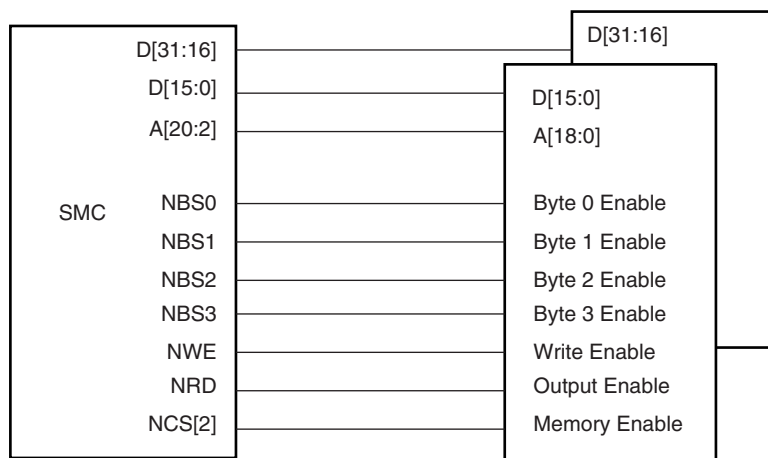 D[31:16] D[31:16]
D[15:0] D[15:0]
A[20:2] A[18:0]
SMC
NBS0 Byte 0 Enable
NBS1 Byte 1 Enable
NBS2 Byte 2 Enable
NBS3 Byte 3 Enable
NWE Write Enable
NRD Output Enable
NCS[2] Memory Enable